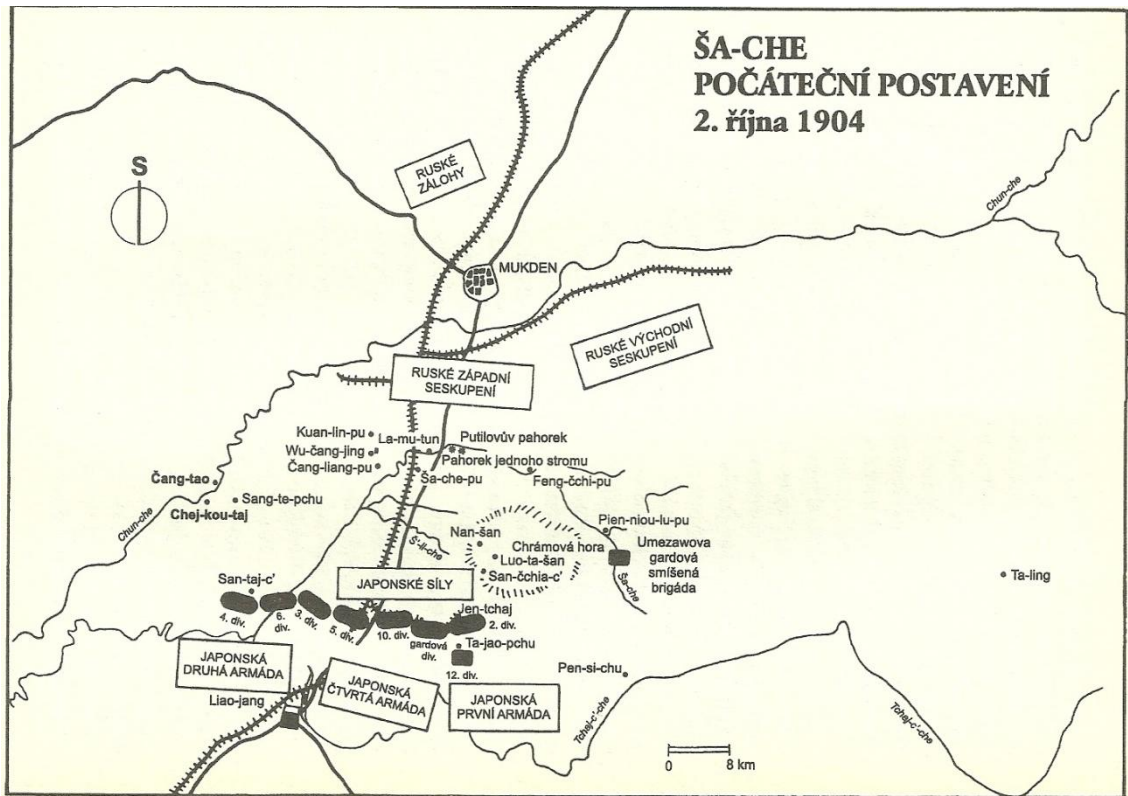 ŠA-CHE
POČÁTEČNÍ POSTAVENÍ
2. října 1904
S
RUSKÉ
ZÁLOHY
Chun-che
MUKDEN
RUSKÉ VÝCHODNÍ
SESKUPENÍ
RUSKÉ ZÁPADNÍ
SESKUPENÍ
Kuan-lin-pu
La-mu-tun
Putilovův pahorek
Wu-čang-jing
Pahorek jednoho stromu
Čang-liang-pu
Ša-che-pu
Feng-čchi-pu
Čang-tao
Sang-te-pchu
Chej-kou-taj
Chun-che
Š'-li-che
Nan-šan
Chrámová hora
Luo-ta-šan
San-čchia-c'
Pien-niou-lu-pu
Umezawova
gardová
smíšená
brigáda
Ša-che
Ta-ling
JAPONSKÉ SÍLY
San-taj-c'
Jen-tchaj
4. div.
6.
div.
3. div.
5. div.
10. div.
gardová
div.
2. div.
Ta-jao-pchu
12. div.
Pen-si-chu
JAPONSKÁ
DRUHÁ ARMÁDA
JAPONSKÁ
ČTVRTÁ ARMÁDA
JAPONSKÁ
PRVNÍ ARMÁDA
Liao-jang
Tchaj-c'-che
Tchaj-c'-che
0 8 km